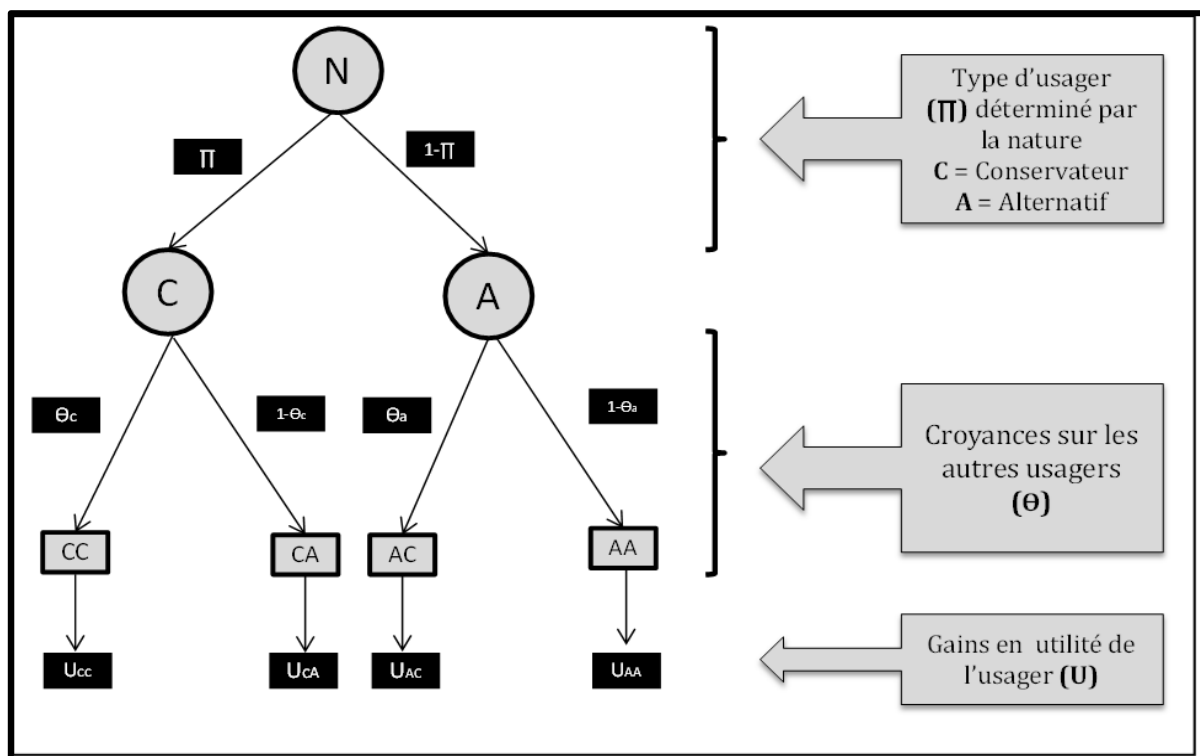 N
Π
1-Π
Type d’usager
(Π) déterminé par
la nature
C = Conservateur
A = Alternatif
C
A
Θc
1-Θc
Θa
1-Θa
Croyances sur les
autres usagers
(Θ)
CC
CA
AC
AA
UCC
UCA
UAC
UAA
Gains en utilité de
l’usager (U)